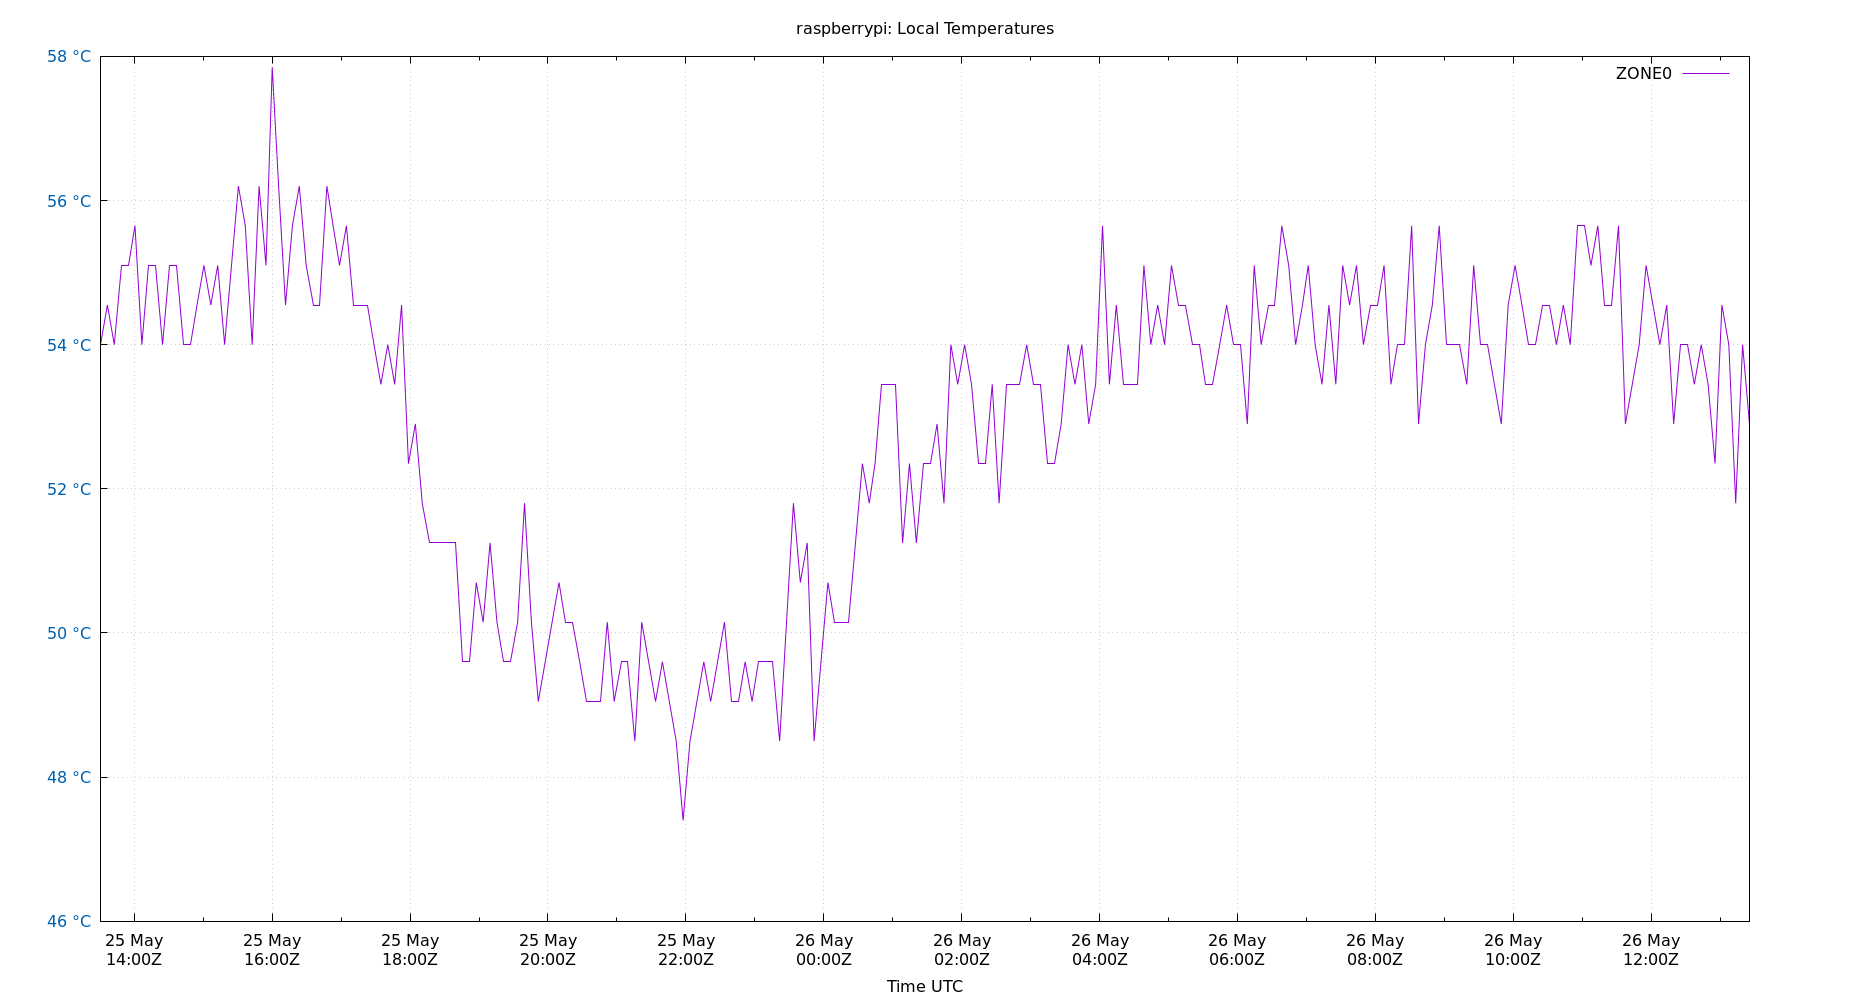 raspberrypi: Local Temperatures
58 °C
ZONE0
56 °C
54 °C
52 °C
50 °C
48 °C
46 °C
25 May 25 May 25 May 25 May 25 May 26 May 26 May 26 May 26 May 26 May 26 May 26 May
14:00Z 16:00Z 18:00Z 20:00Z 22:00Z 00:00Z 02:00Z 04:00Z 06:00Z 08:00Z 10:00Z 12:00Z
Time UTC